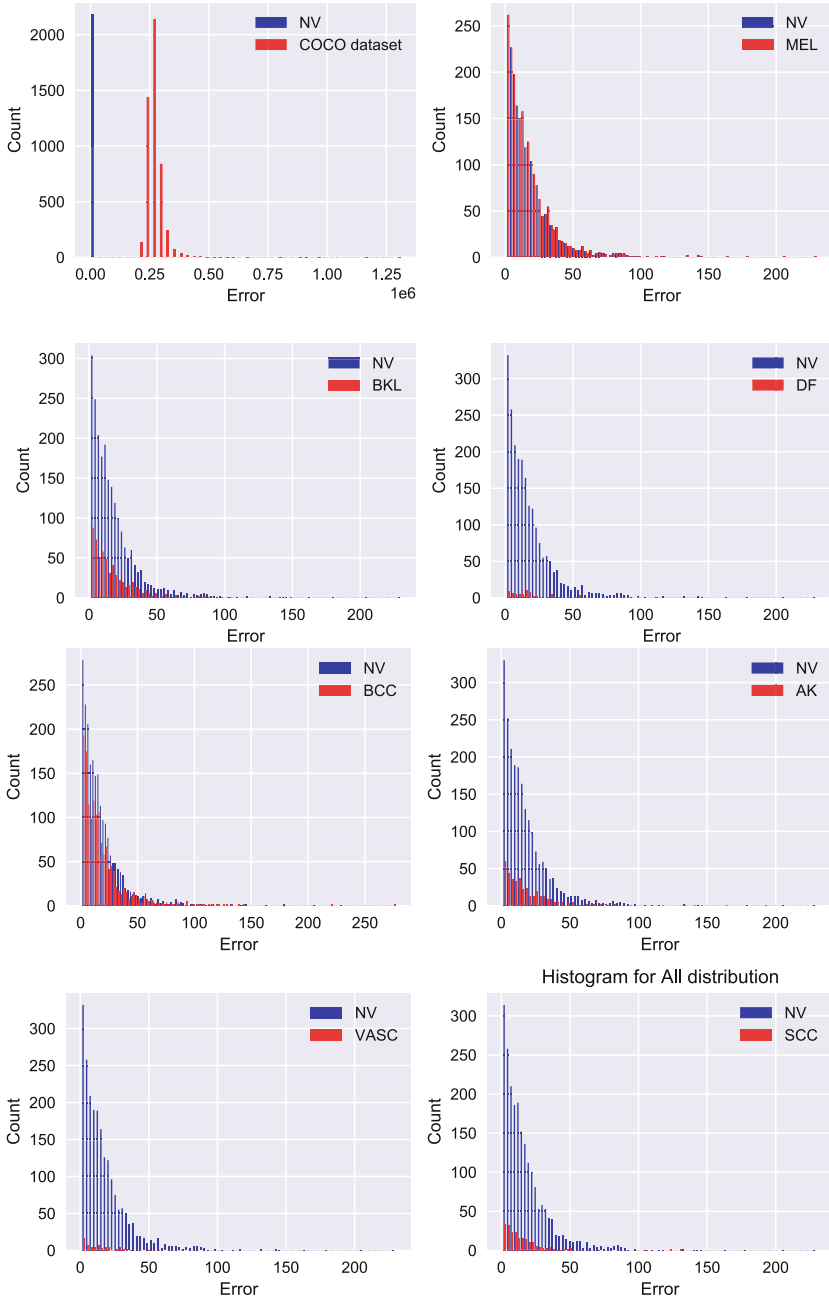 NV
COCO dataset
2000
1500
1000
500
0
Count
0.00 0.25 0.50 0.75 1.00 1.25
Error
1e6
NV
MEL
250
200
150
100
50
0
Count
0 50 100 150 200
Error
NV
BKL
300
250
200
150
100
50
0
Count
0 50 100 150 200
Error
NV
DF
300
250
200
150
100
50
0
Count
0 50 100 150 200
Error
NV
BCC
250
200
150
100
50
0
Count
0 50 100 150 200 250
Error
NV
AK
300
250
200
150
100
50
0
Count
0 50 100 150 200
Error
NV
VASC
300
250
200
150
100
50
0
Count
0 50 100 150 200
Error
Histogram for All distribution
NV
SCC
300
250
200
150
100
50
0
Count
0 50 100 150 200
Error